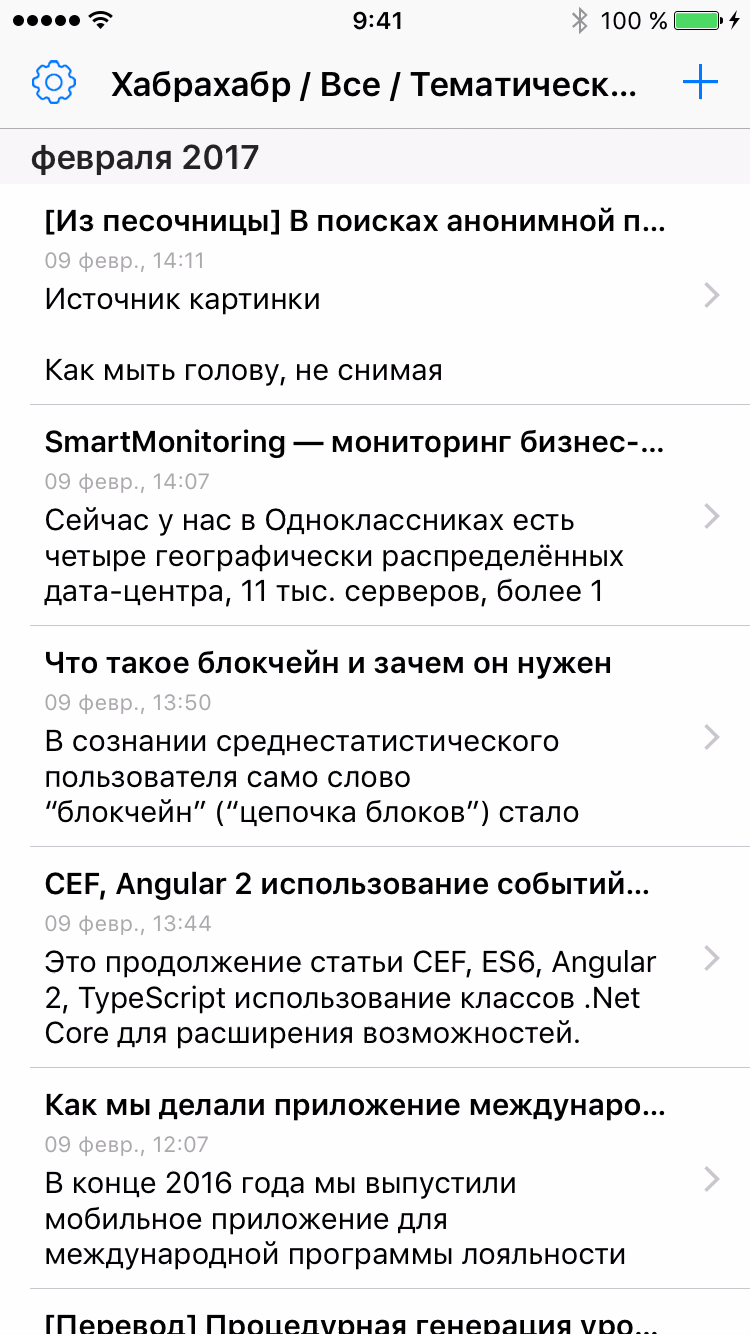 9:41
100 %
Хабрахабр / Все / Тематическ...
февраля 2017
[Из песочницы] В поисках анонимной п...
09 февр., 14:11
Источник картинки
Как мыть голову, не снимая
SmartMonitoring — мониторинг бизнес-...
09 февр., 14:07
Сейчас у нас в Одноклассниках есть
четыре географически распределённых
дата-центра, 11 тыс. серверов, более 1
Что такое блокчейн и зачем он нужен
09 февр., 13:50
В сознании среднестатистического
пользователя само слово
“блокчейн” (“цепочка блоков”) стало
CEF, Angular 2 использование событий...
09 февр., 13:44
Это продолжение статьи CEF, ES6, Angular
2, TypeScript использование классов .Net
Core для расширения возможностей.
Как мы делали приложение междунаро...
09 февр., 12:07
В конце 2016 года мы выпустили
мобильное приложение для
международной программы лояльности
[Перевод] Процедурная генерация уро...